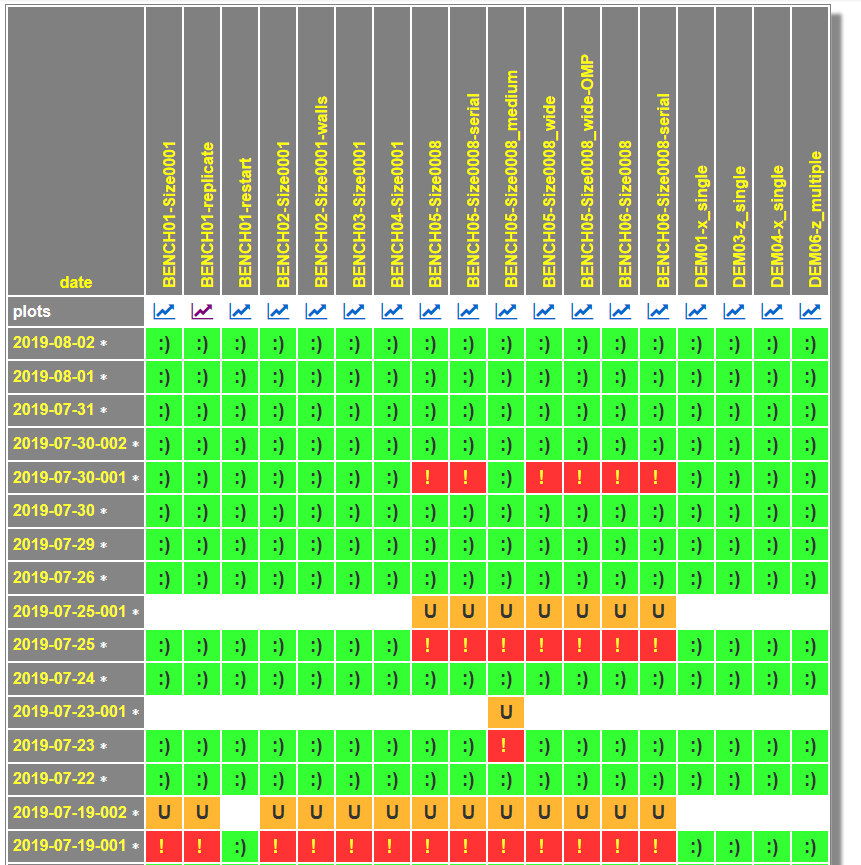 date BENCH01-Size0001 BENCH01-replicate BENCH01-restart BENCH02-Size0001 BENCH02-Size0001-walls BENCH03-Size0001 BENCH04-Size0001 BENCH05-Size0008 BENCH05-Size0008-serial BENCH05-Size0008_medium BENCH05-Size0008_wide BENCH05-Size0008_wide-OMP BENCH06-Size0008 BENCH06-Size0008-serial DEM01-x_single DEM03-z_single DEM04-x_single DEM06-z_multiple
plots
2019-08-02 * :) :) :) :) :) :) :) :) :) :) :) :) :) :) :) :) :) :)
2019-08-01 * :) :) :) :) :) :) :) :) :) :) :) :) :) :) :) :) :) :)
2019-07-31 * :) :) :) :) :) :) :) :) :) :) :) :) :) :) :) :) :) :)
2019-07-30-002 * :) :) :) :) :) :) :) :) :) :) :) :) :) :) :) :) :) :)
2019-07-30-001 * :) :) :) :) :) :) :) ! ! :) ! ! ! ! :) :) :) :)
2019-07-30 * :) :) :) :) :) :) :) :) :) :) :) :) :) :) :) :) :) :)
2019-07-29 * :) :) :) :) :) :) :) :) :) :) :) :) :) :) :) :) :) :)
2019-07-26 * :) :) :) :) :) :) :) :) :) :) :) :) :) :) :) :) :) :)
2019-07-25-001 * U U U U U U U
2019-07-25 * :) :) :) :) :) :) :) ! ! ! ! ! ! ! :) :) :) :)
2019-07-24 * :) :) :) :) :) :) :) :) :) :) :) :) :) :) :) :) :) :)
2019-07-23-001 * U
2019-07-23 * :) :) :) :) :) :) :) :) :) ! :) :) :) :) :) :) :) :)
2019-07-22 * :) :) :) :) :) :) :) :) :) :) :) :) :) :) :) :) :) :)
2019-07-19-002 * U U U U U U U U U U U U U
2019-07-19-001 * ! ! :) ! ! ! ! ! ! ! ! ! ! ! :) :) :) :)